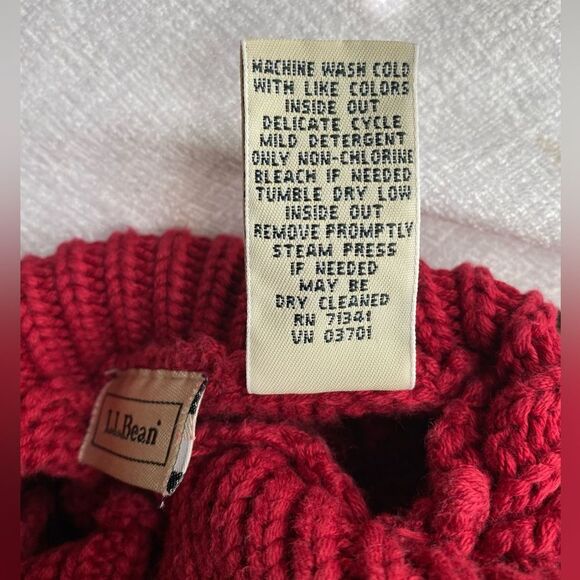 MACHINE WASH COLD
WITH LIKE COLORS
INSIDE OUT
DELICATE CYCLE
MILD DETERGENT
ONLY NON-CHLORINE
BLEACH IF NEEDED
TUMBLE DRY LOW
INSIDE OUT
REMOVE PROMPTLY
STEAM PRESS
IF NEEDED
MAY BE
DRY CLEANED
RN 71341
VN 03701
L.L.Bean®